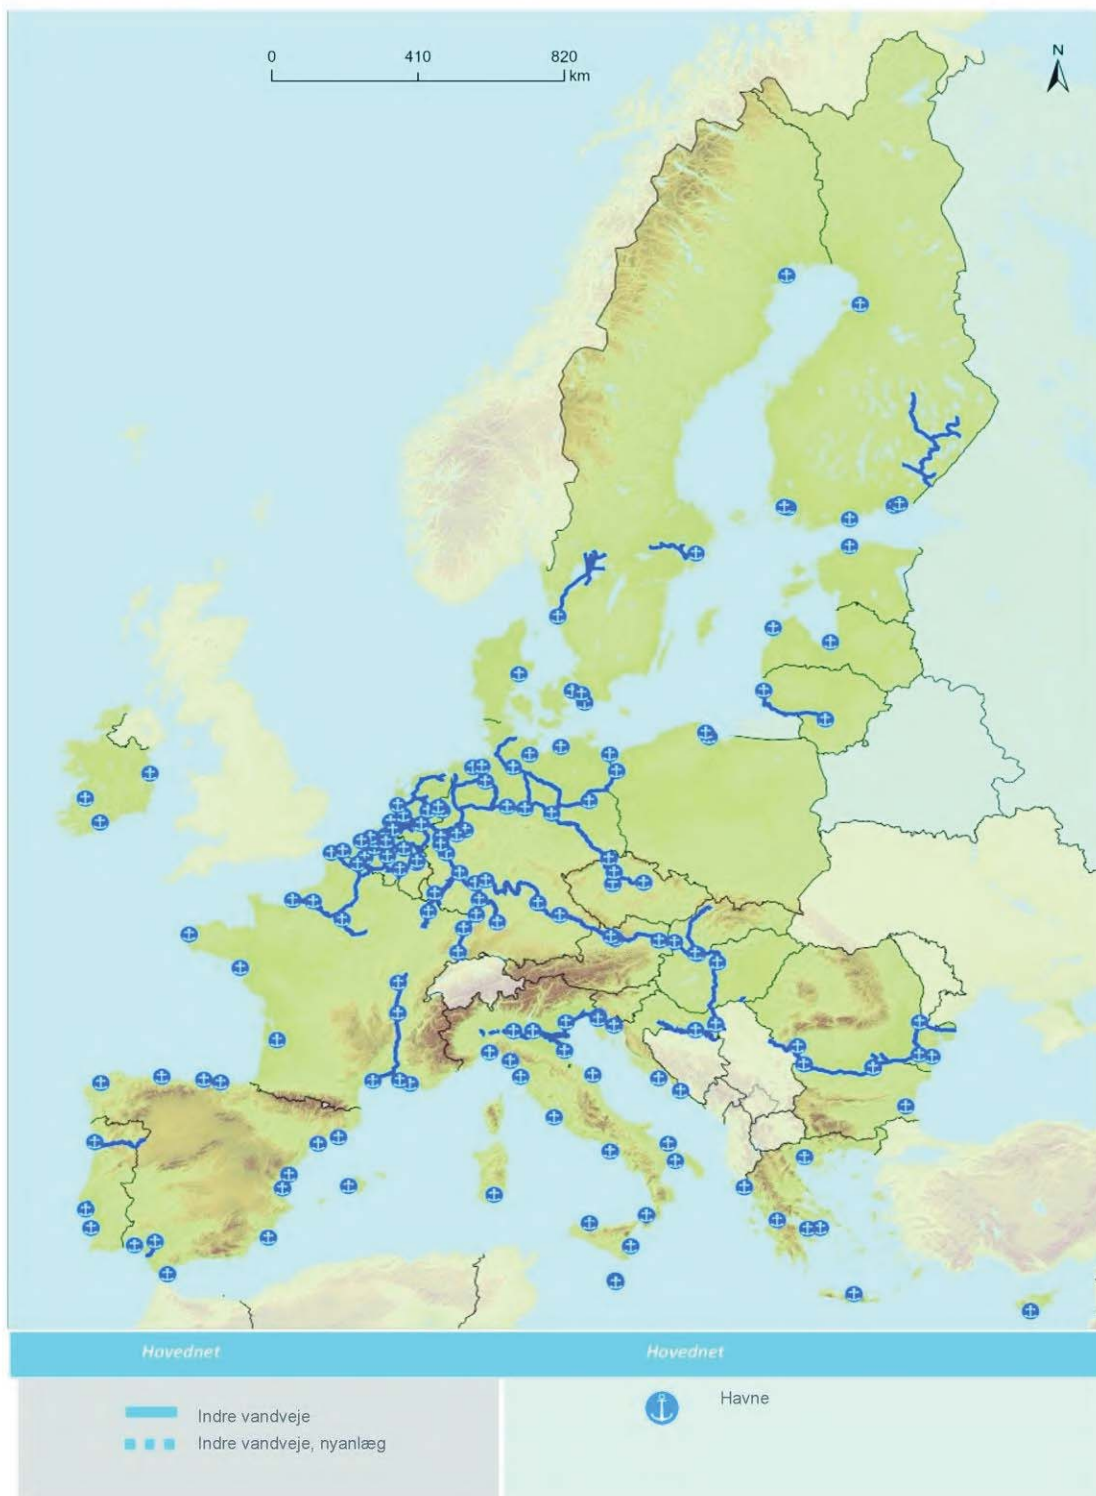 0 410 820
km
N
Hovednet
Hovednet
Indre vandveje
Indre vandveje, nyanlæg
Havne